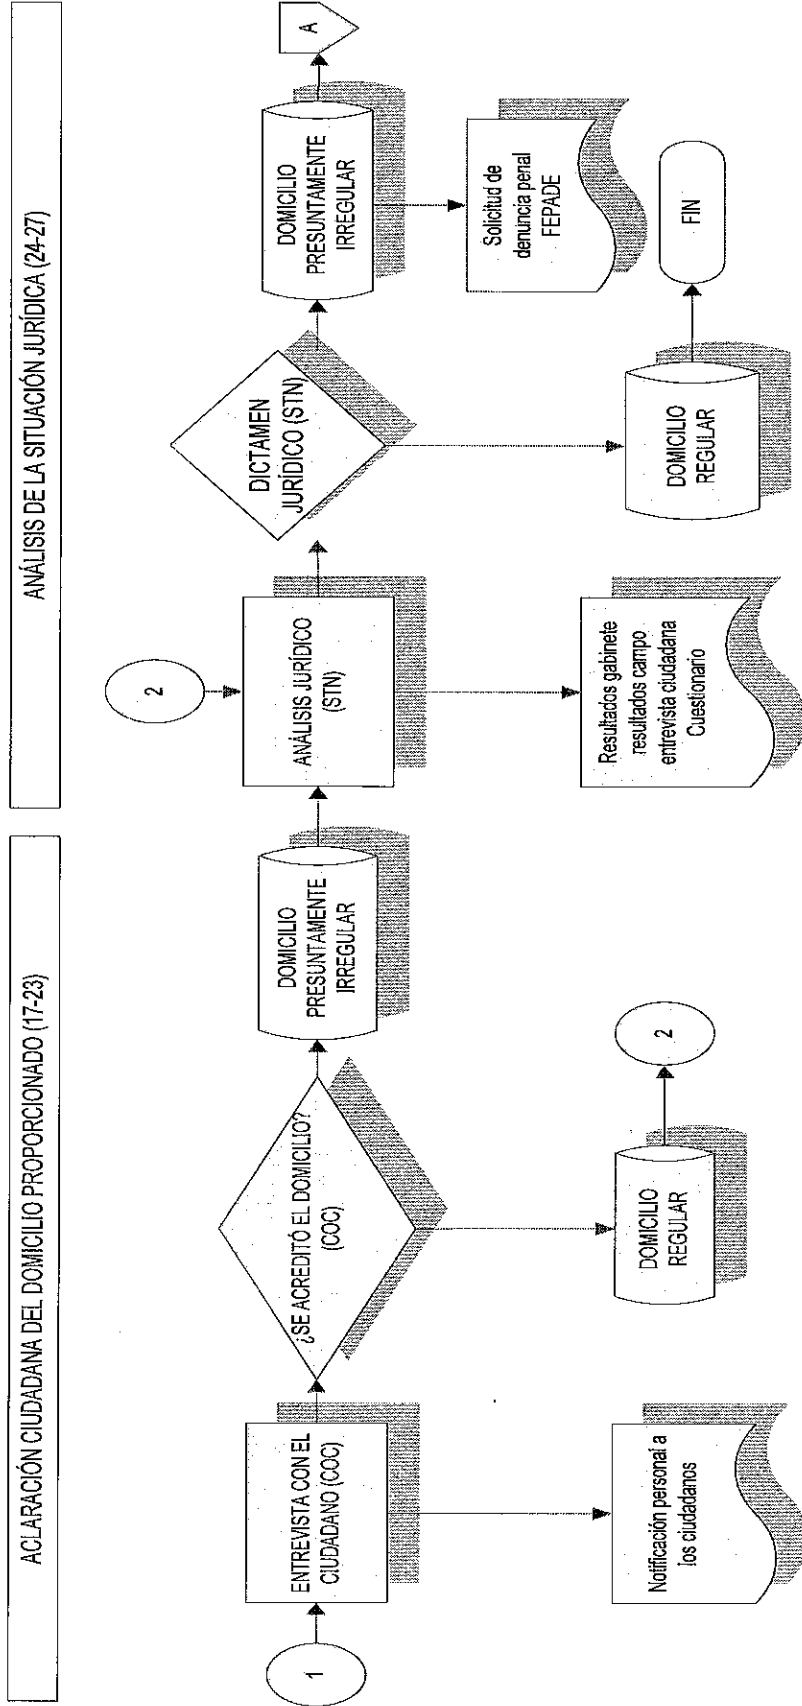 ACLARACIÓN CIUDADANA DEL DOMICILIO PROPORCIONADO (17-23)
1
ENTREVISTA CON EL
CIUDADANO (COC)
Notificación personal a
los ciudadanos
¿SE ACREDITÓ EL DOMICILIO?
(COC)
DOMICILIO
REGULAR
2
DOMICILIO
PRESUNTAMENTE
IRREGULAR
ANÁLISIS DE LA SITUACIÓN JURÍDICA (24-27)
2
ANÁLISIS JURÍDICO
(STN)
Resultados gabinete
resultados campo
entrevista ciudadana
Cuestionario
DICTAMEN
JURÍDICO (STN)
DOMICILIO
REGULAR
FIN
DOMICILIO
PRESUNTAMENTE
IRREGULAR
Solicitud de
denuncia penal
FEPADE
A